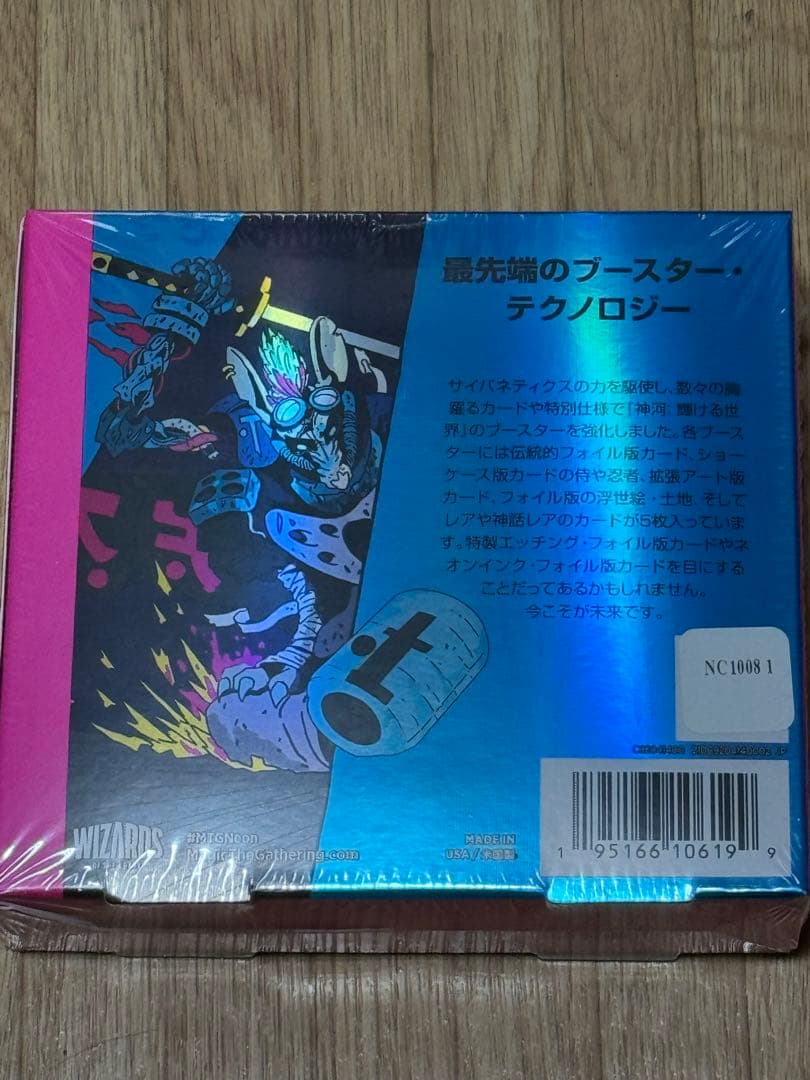 最先端のブースター・
テクノロジー
サイバネティクスの力を駆使し、数々の胸
躍るカードや特別仕様で『神河：輝ける世
界』のブースターを強化しました。各ブース
ターには伝統的フォイル版カード、ショー
ケース版カードの侍や忍者、拡張アート版
カード、フォイル版の浮世絵・土地、そして
レアや神話レアのカードが5枚入っていま
す。特製エッチング・フォイル版カードやネ
オンインク・フォイル版カードを目にする
ことだってあるかもしれません。
今こそが未来です。
NC1008 1
WIZARDS
#MTGNeon
MagicTheGathering.com
MADE IN
USA/米国製
1 95166 10619 9